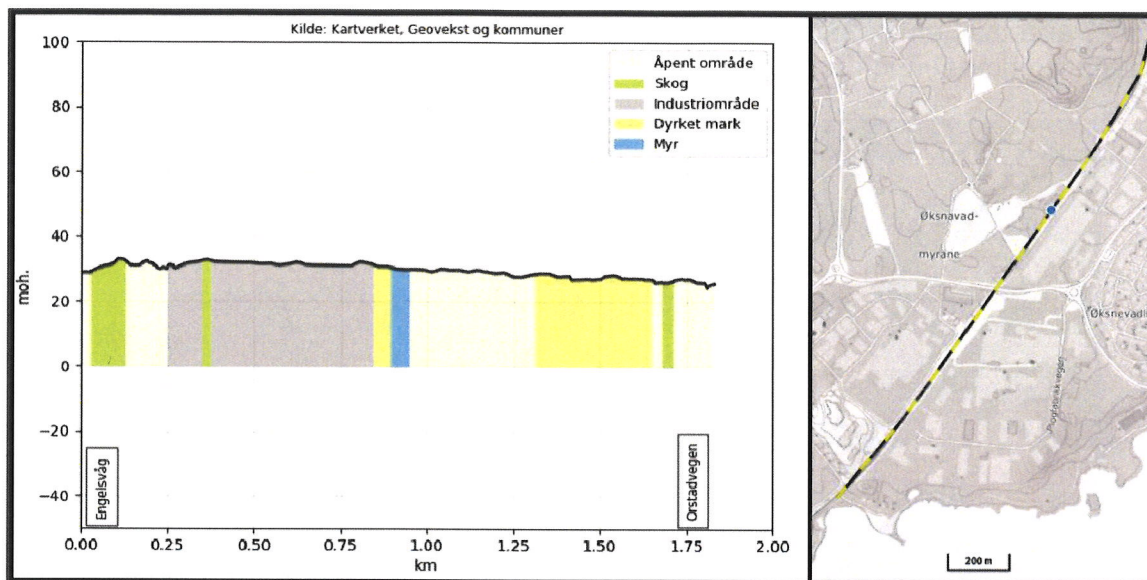 Kilde: Kartverket, Geovekst og kommuner
100
80
60
40
20
0
−20
−40
moh.
Åpent område
Skog
Industriområde
Dyrket mark
Myr
Engelsvåg
Orstadvegen
0.00
0.25
0.50
0.75
1.00
1.25
1.50
1.75
2.00
km
Øksnavad-
myrane
200 m